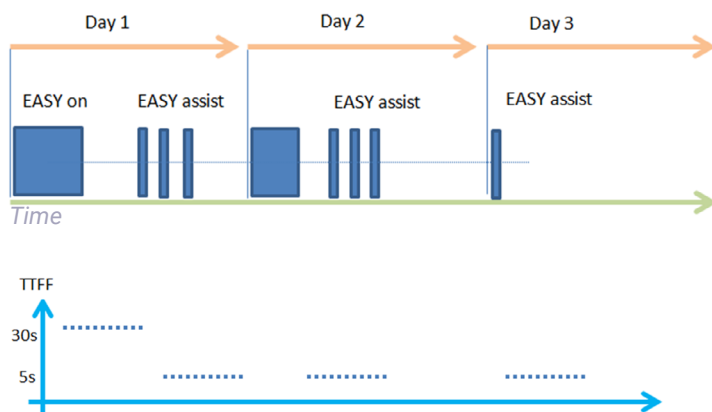 Day 1
Day 2
Day 3
EASY on
EASY assist
EASY assist
EASY assist
Time
TTFF
30s
5s